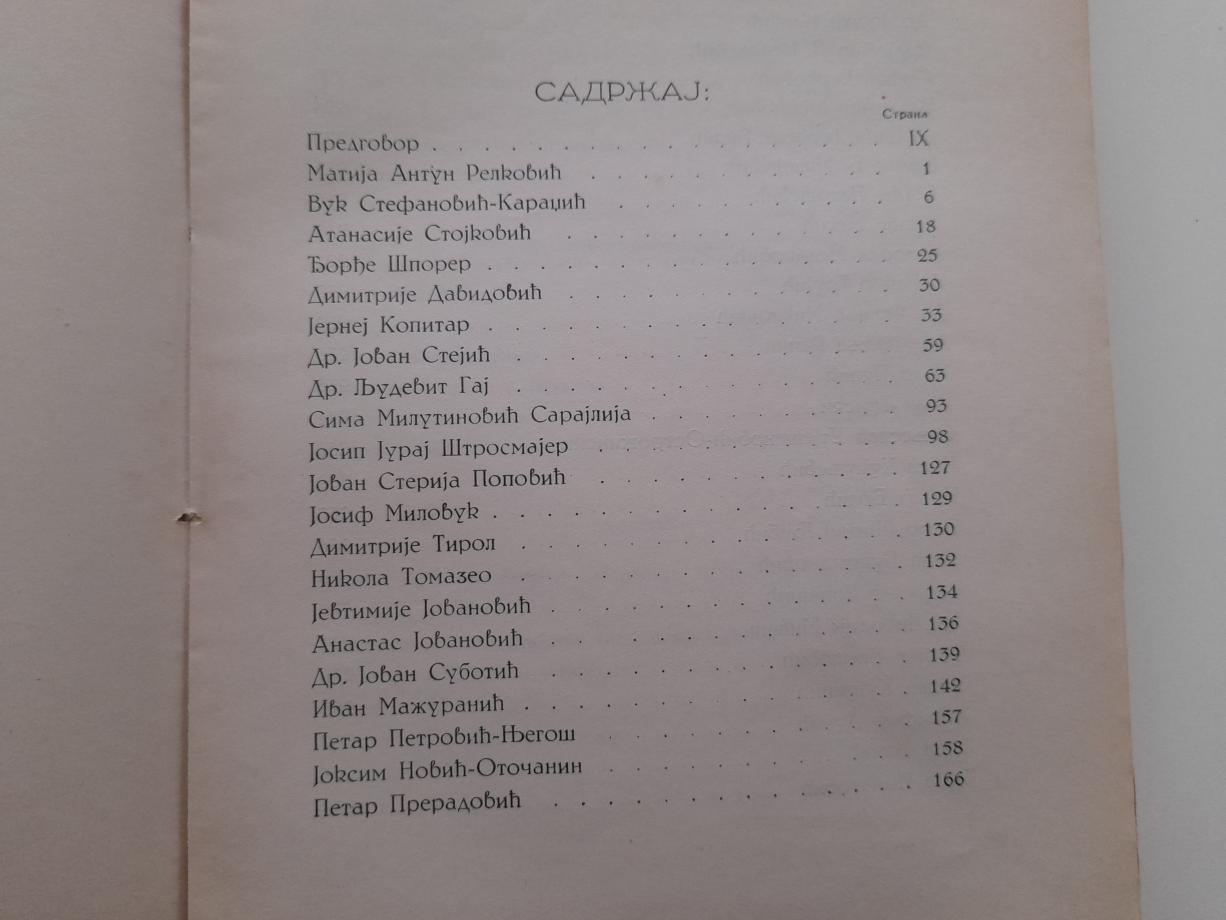 САДРЖАЈ:
Страна
Предговор . . . . . . . . . . . . . . . . . . IX
Матија Антун Релковић . . . . . . . . . . . . 1
Вук Стефановић-Караџић . . . . . . . . . . . 6
Атанасије Стојковић . . . . . . . . . . . . . 18
Ђорђе Шпорер . . . . . . . . . . . . . . . . 25
Димитрије Давидовић . . . . . . . . . . . . . 30
Јернеј Копитар . . . . . . . . . . . . . . . . 33
Др. Јован Стејић . . . . . . . . . . . . . . . 59
Др. Људевит Гај . . . . . . . . . . . . . . . 63
Сима Милутиновић Сарајлија . . . . . . . . . . 93
Јосип Јурај Штросмајер . . . . . . . . . . . . 98
Јован Стерија Поповић . . . . . . . . . . . . 127
Јосиф Миловук . . . . . . . . . . . . . . . . 129
Димитрије Тирол . . . . . . . . . . . . . . . 130
Никола Томазео . . . . . . . . . . . . . . . 132
Јевтимије Јовановић . . . . . . . . . . . . . 134
Анастас Јовановић . . . . . . . . . . . . . . 136
Др. Јован Суботић . . . . . . . . . . . . . . 139
Иван Мажуранић . . . . . . . . . . . . . . . 142
Петар Петровић-Његош . . . . . . . . . . . . 157
Јоксим Новић-Оточанин . . . . . . . . . . . . 158
Петар Прерадовић . . . . . . . . . . . . . . 166